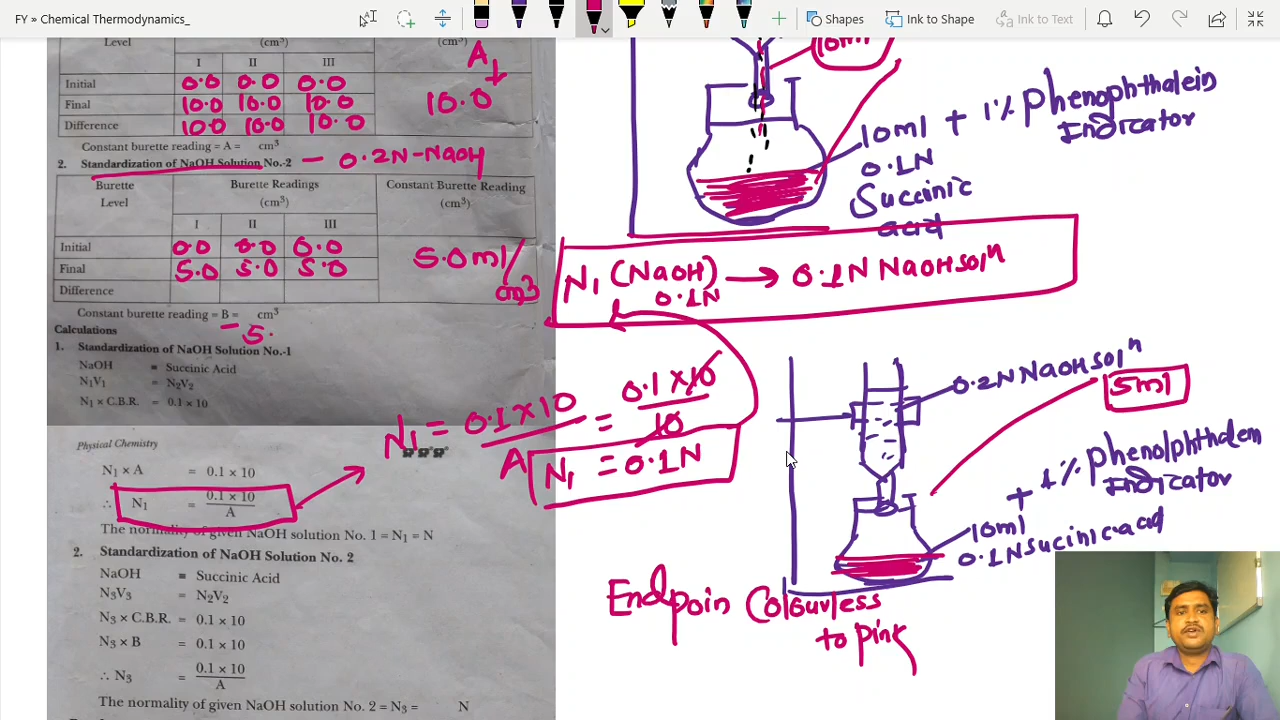 FY » Chemical Thermodynamics_
Shapes
Ink to Shape
Ink to Text
Level
(cm³)
(cm³)
A
I II III
Initial 0.0 0.0 0.0
Final 10.0 10.0 10.0
10.0
Difference 10.0 10.0 10.0
Constant burette reading = A = cm³
2. Standardization of NaOH Solution No.-2 - 0.2N-NaOH
Burette Level
Burette Readings (cm³)
Constant Burette Reading (cm³)
I II III
Initial 0.0 0.0 0.0
Final 5.0 5.0 5.0
5.0ml/cm3
Difference
Constant burette reading = B = cm³
- 5.
Calculations
1. Standardization of NaOH Solution No.-1
NaOH ≡ Succinic Acid
N₁V₁ = N₂V₂
N₁ × C.B.R. = 0.1 × 10
Physical Chemistry
N₁ × A = 0.1 × 10
∴ N₁ = 0.1 × 10 / A
The normality of given NaOH solution No. 1 = N₁ = N
2. Standardization of NaOH Solution No. 2
NaOH ≡ Succinic Acid
N₃V₃ = N₂V₂
N₃ × C.B.R. = 0.1 × 10
N₃ × B = 0.1 × 10
∴ N₃ = 0.1 × 10 / A
The normality of given NaOH solution No. 2 = N₃ = N
N₁ = 0.1×10 / A = 0.1×10 / 10
N₁ = 0.1N
10ml
10ml + 1% Phenophthalein
Indicator
0.1N
Succinic
acid
N₁ (NaOH) → 0.1N NaOH solⁿ
0.1N
0.2N NaOH solⁿ
5ml
+ 1% phenolphthalem
Indicator
10ml
0.1N succinic acid
Endpoin Colourless
to pink